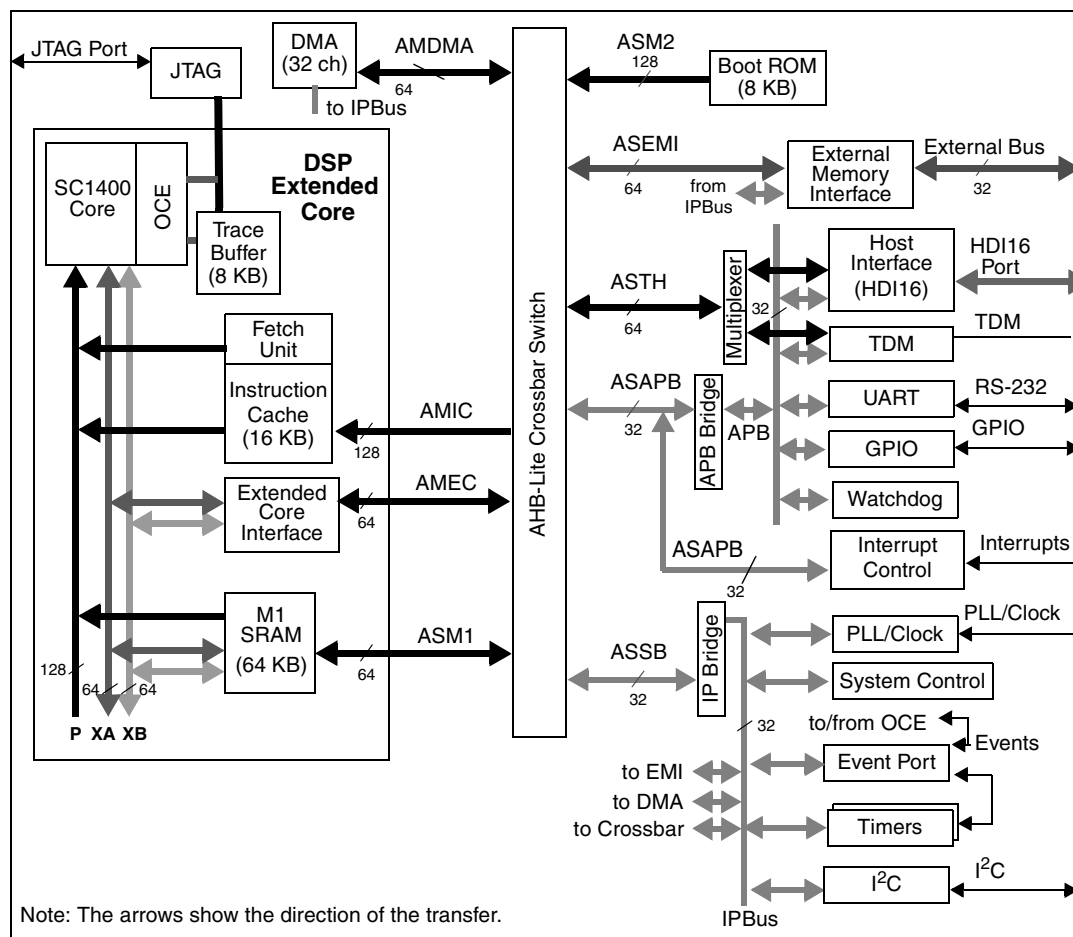 JTAG Port
JTAG
DMA
(32 ch)
to IPBus
AMDMA
64
DSP
Extended
Core
SC1400
Core
OCE
Trace
Buffer
(8 KB)
Fetch
Unit
Instruction
Cache
(16 KB)
AMIC
128
Extended
Core
Interface
AMEC
64
M1
SRAM
(64 KB)
ASM1
64
128
64
64
P
XA
XB
AHB-Lite Crossbar Switch
ASM2
128
Boot ROM
(8 KB)
ASEMI
64
from
IPBus
External
Memory
Interface
External Bus
32
ASTH
64
Multiplexer
32
Host
Interface
(HDI16)
HDI16
Port
TDM
TDM
ASAPB
32
APB Bridge
APB
UART
RS-232
GPIO
GPIO
Watchdog
ASAPB
32
Interrupt
Control
Interrupts
ASSB
32
IP Bridge
32
PLL/Clock
PLL/Clock
System Control
to/from OCE
Events
Event Port
to EMI
to DMA
to Crossbar
Timers
I2C
I2C
IPBus
Note: The arrows show the direction of the transfer.